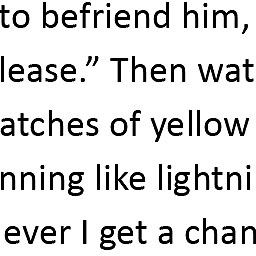 to befriend him,
lease.” Then wat
atches of yellow
nning like lightni
ever I get a chan